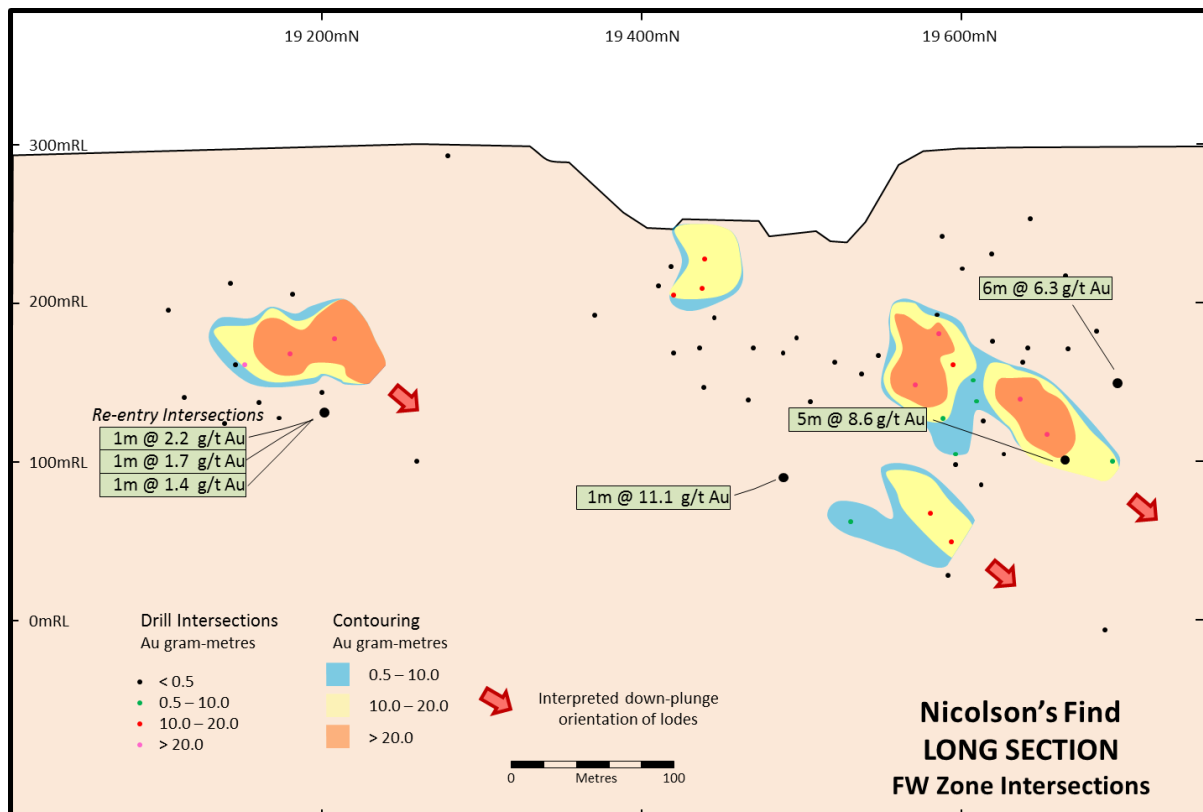 19 200mN
19 400mN
19 600mN
300mRL
200mRL
6m @ 6.3 g/t Au
Re-entry Intersections
1m @ 2.2 g/t Au
1m @ 1.7 g/t Au
1m @ 1.4 g/t Au
5m @ 8.6 g/t Au
100mRL
1m @ 11.1 g/t Au
0mRL
Drill Intersections
Au gram-metres
< 0.5
0.5 – 10.0
10.0 – 20.0
> 20.0
Contouring
Au gram-metres
0.5 – 10.0
10.0 – 20.0
> 20.0
Interpreted down-plunge
orientation of lodes
0 Metres 100
Nicolson's Find
LONG SECTION
FW Zone Intersections